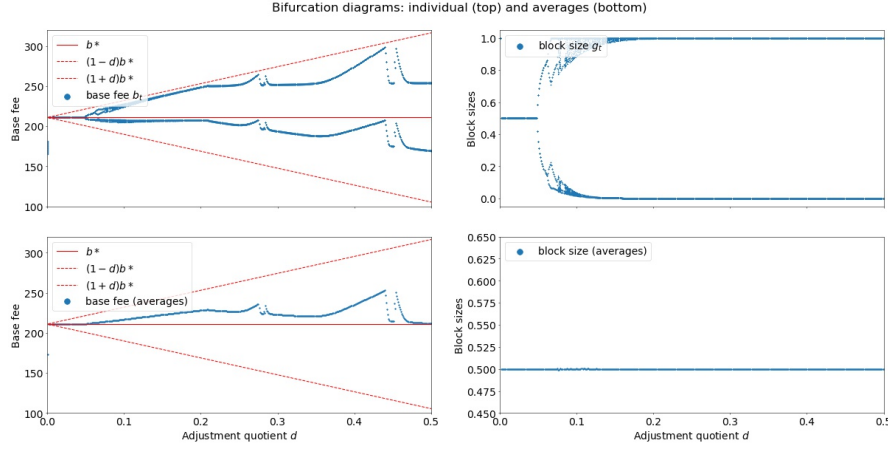 Bifurcation diagrams: individual (top) and averages (bottom)
300
250
200
150
100
Base fee
b*
(1−d)b*
(1+d)b*
base fee bₜ
1.0
0.8
0.6
0.4
0.2
0.0
Block sizes
block size gₜ
300
250
200
150
100
Base fee
b*
(1−d)b*
(1+d)b*
base fee (averages)
0.0 0.1 0.2 0.3 0.4 0.5
Adjustment quotient d
0.650
0.625
0.600
0.575
0.550
0.525
0.500
0.475
0.450
Block sizes
block size (averages)
0.0 0.1 0.2 0.3 0.4 0.5
Adjustment quotient d